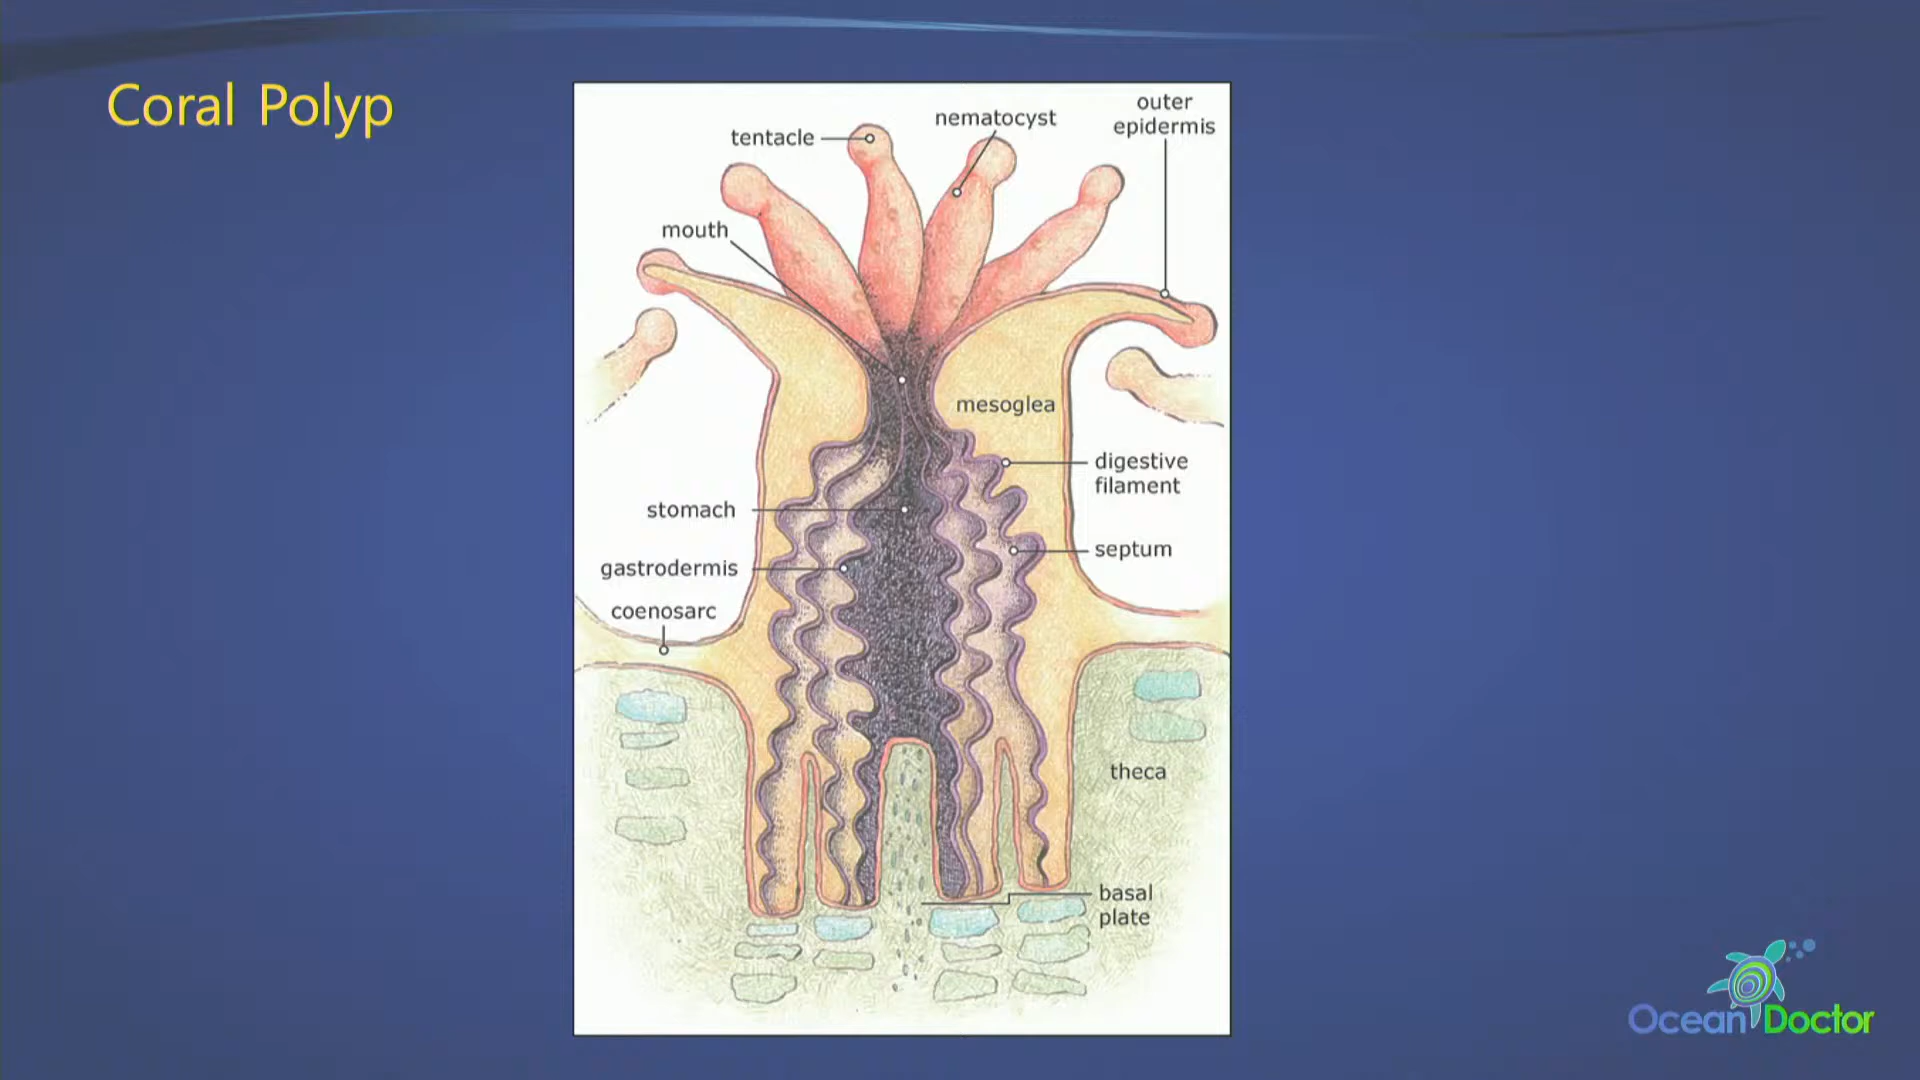 Coral Polyp
outer
epidermis
nematocyst
tentacle
mouth
mesoglea
digestive
filament
stomach
septum
gastrodermis
coenosarc
theca
basal
plate
Ocean Doctor